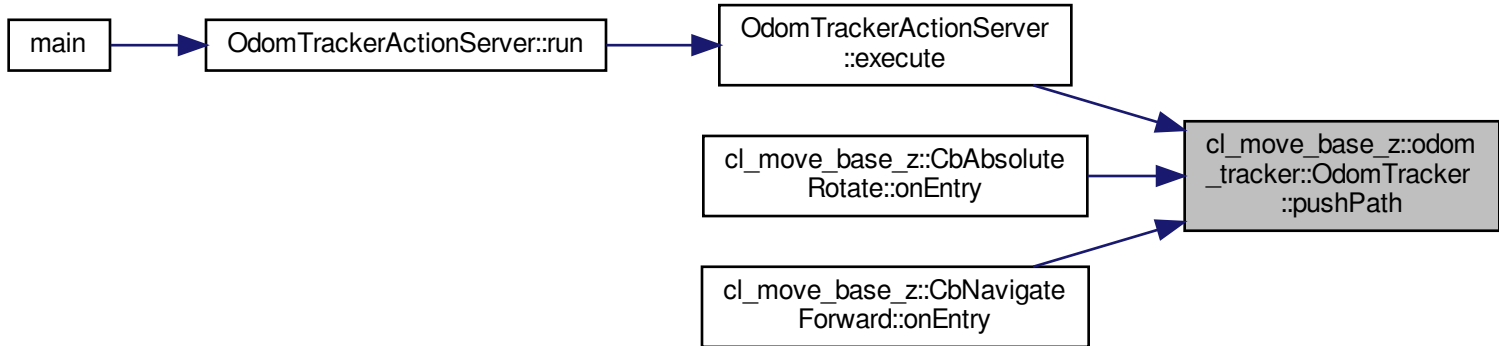 main
OdomTrackerActionServer::run
OdomTrackerActionServer
::execute
cl_move_base_z::CbAbsolute
Rotate::onEntry
cl_move_base_z::CbNavigate
Forward::onEntry
cl_move_base_z::odom
_tracker::OdomTracker
::pushPath